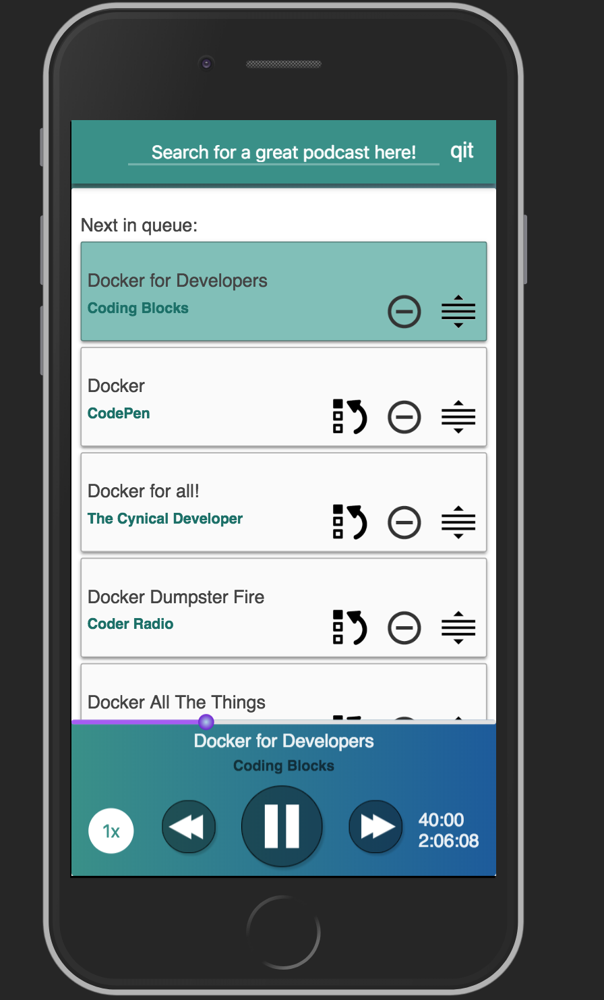 Search for a great podcast here! qit
Next in queue:
Docker for Developers
Coding Blocks
Docker
CodePen
Docker for all!
The Cynical Developer
Docker Dumpster Fire
Coder Radio
Docker All The Things
Docker for Developers
Coding Blocks
1x
40:00
2:06:08